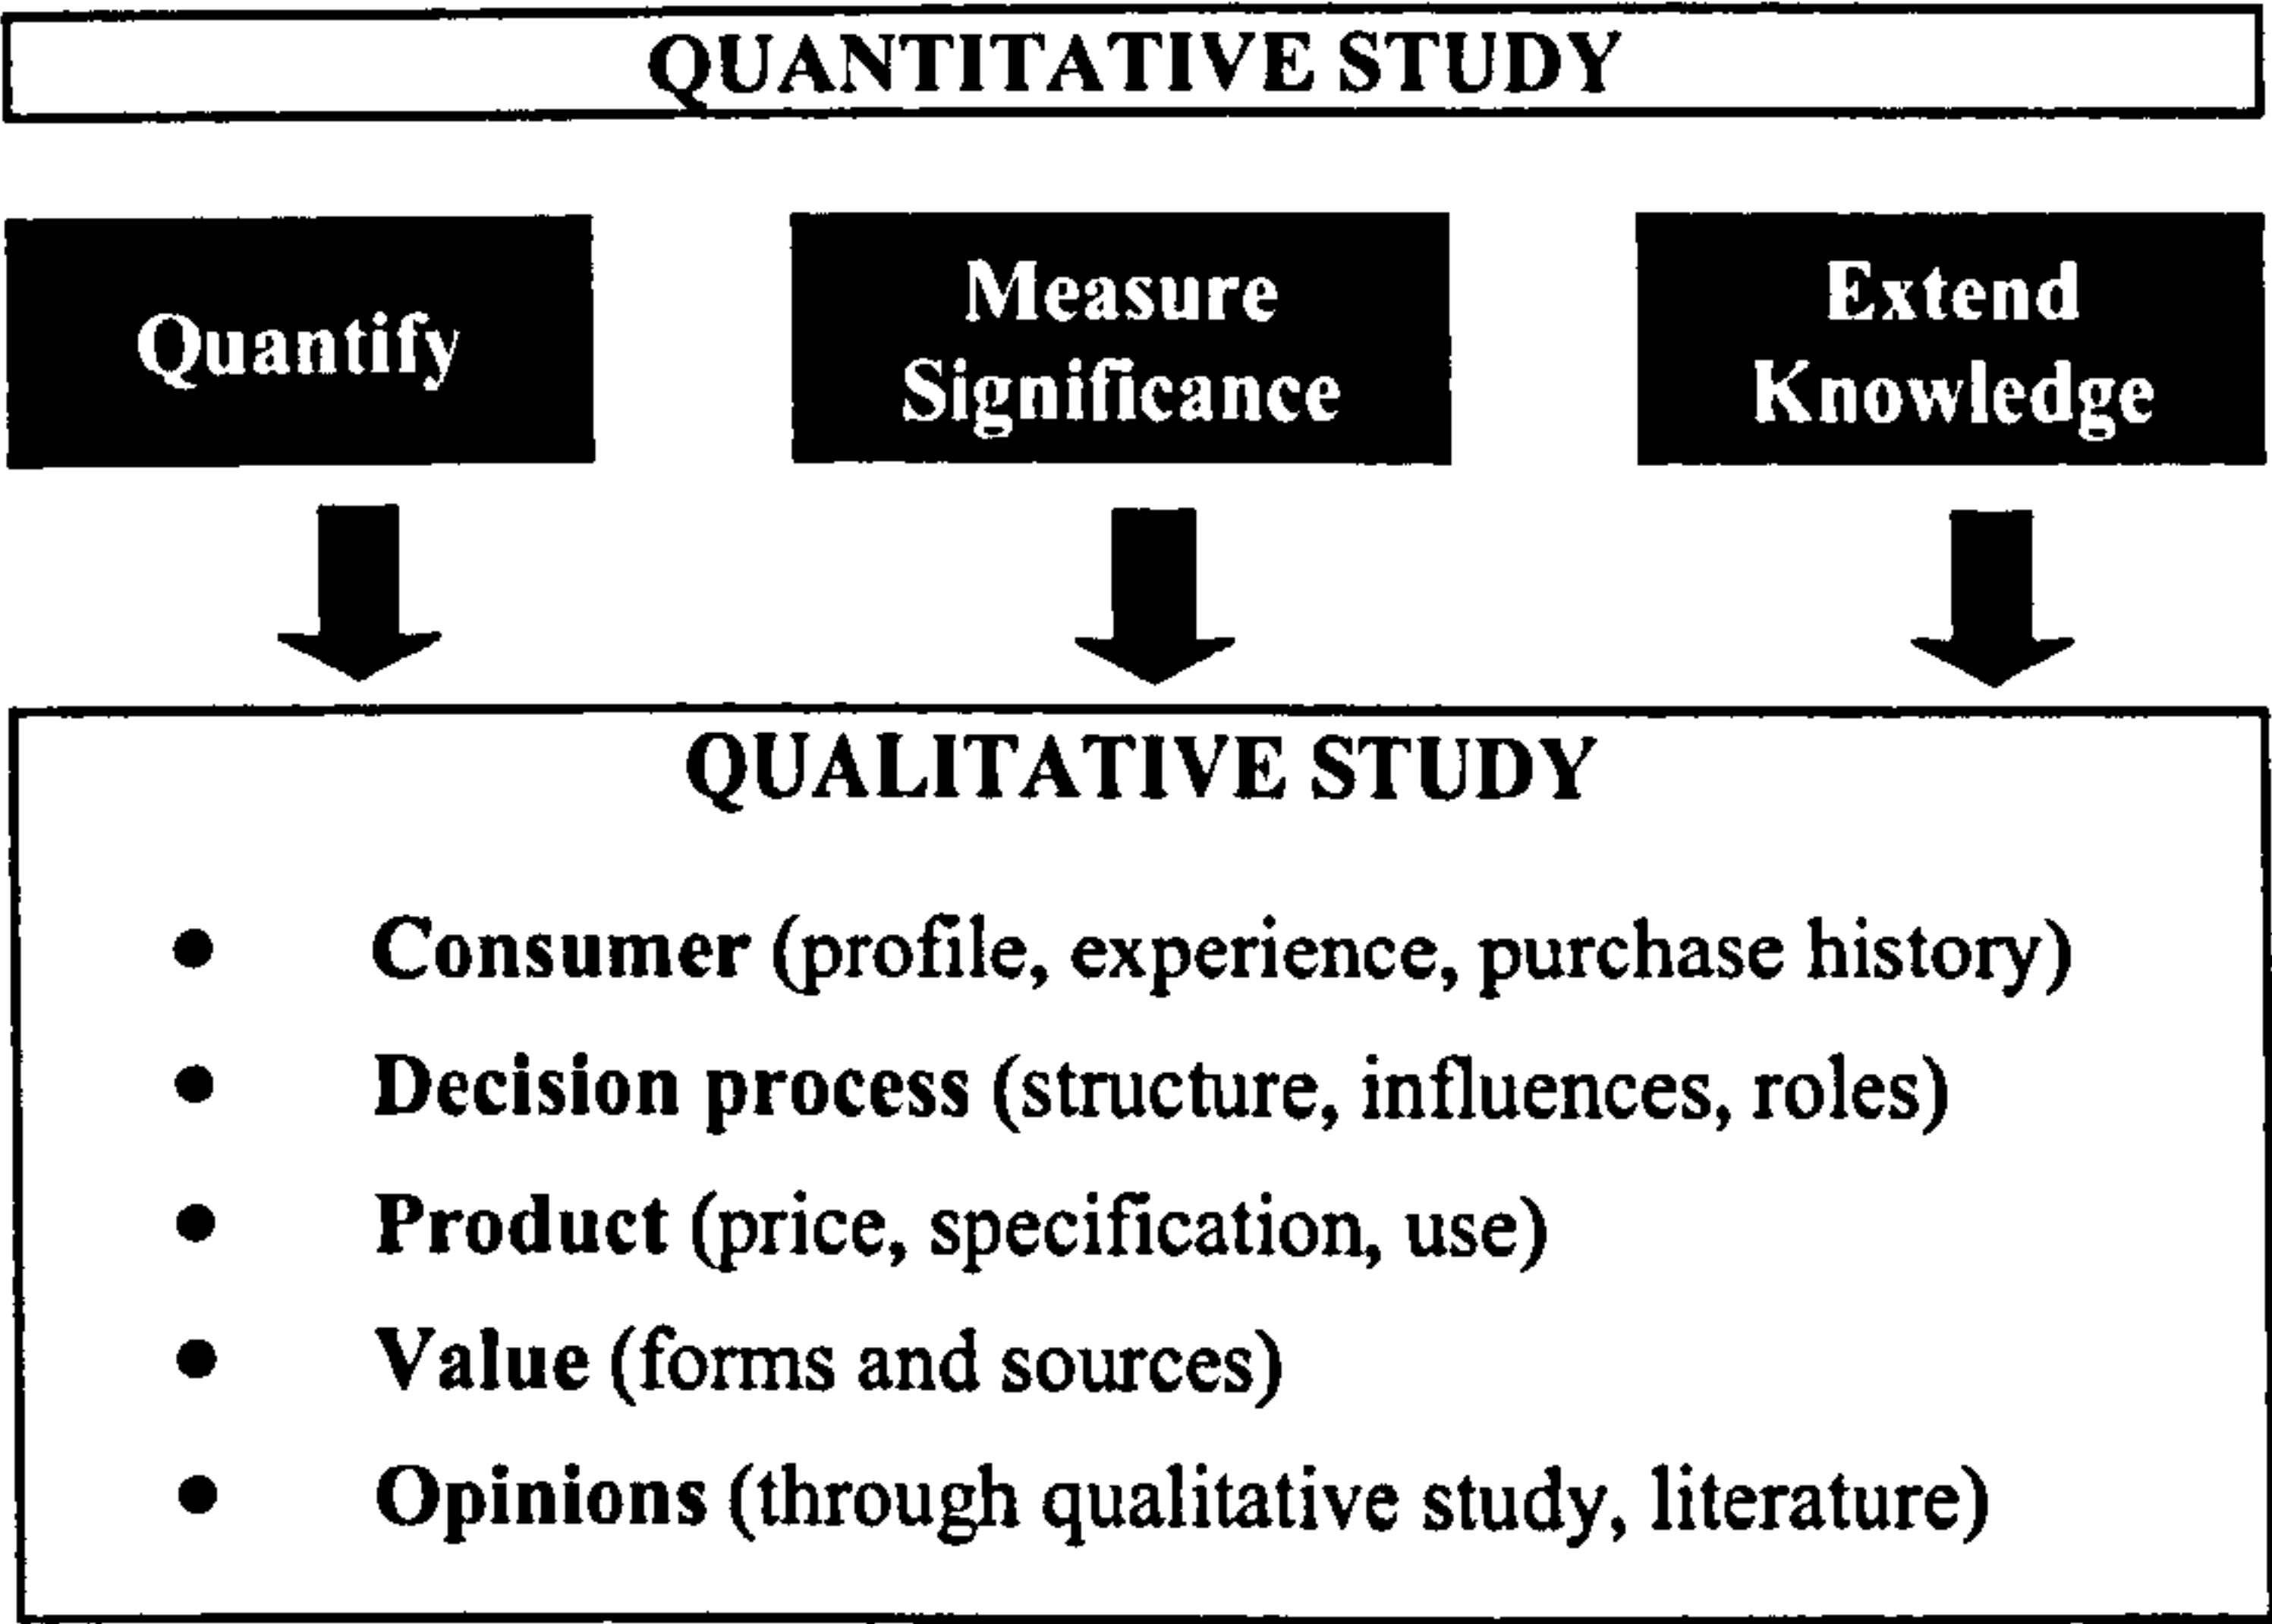 QUANTITATIVE STUDY
Quantify
Measure
Significance
Extend
Knowledge
QUALITATIVE STUDY
● Consumer (profile, experience, purchase history)
● Decision process (structure, influences, roles)
● Product (price, specification, use)
● Value (forms and sources)
● Opinions (through qualitative study, literature)